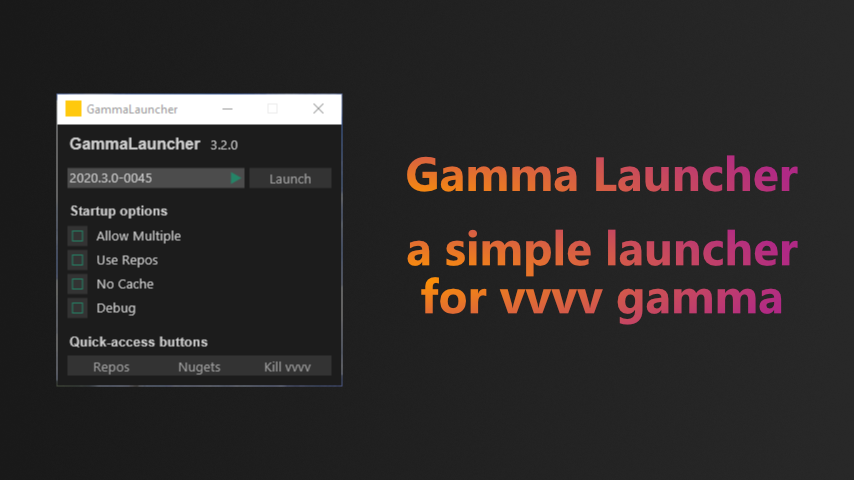 GammaLauncher
GammaLauncher 3.2.0
2020.3.0-0045
Launch
Startup options
Allow Multiple
Use Repos
No Cache
Debug
Quick-access buttons
Repos Nugets Kill vvvv
Gamma Launcher
a simple launcher
for vvvv gamma